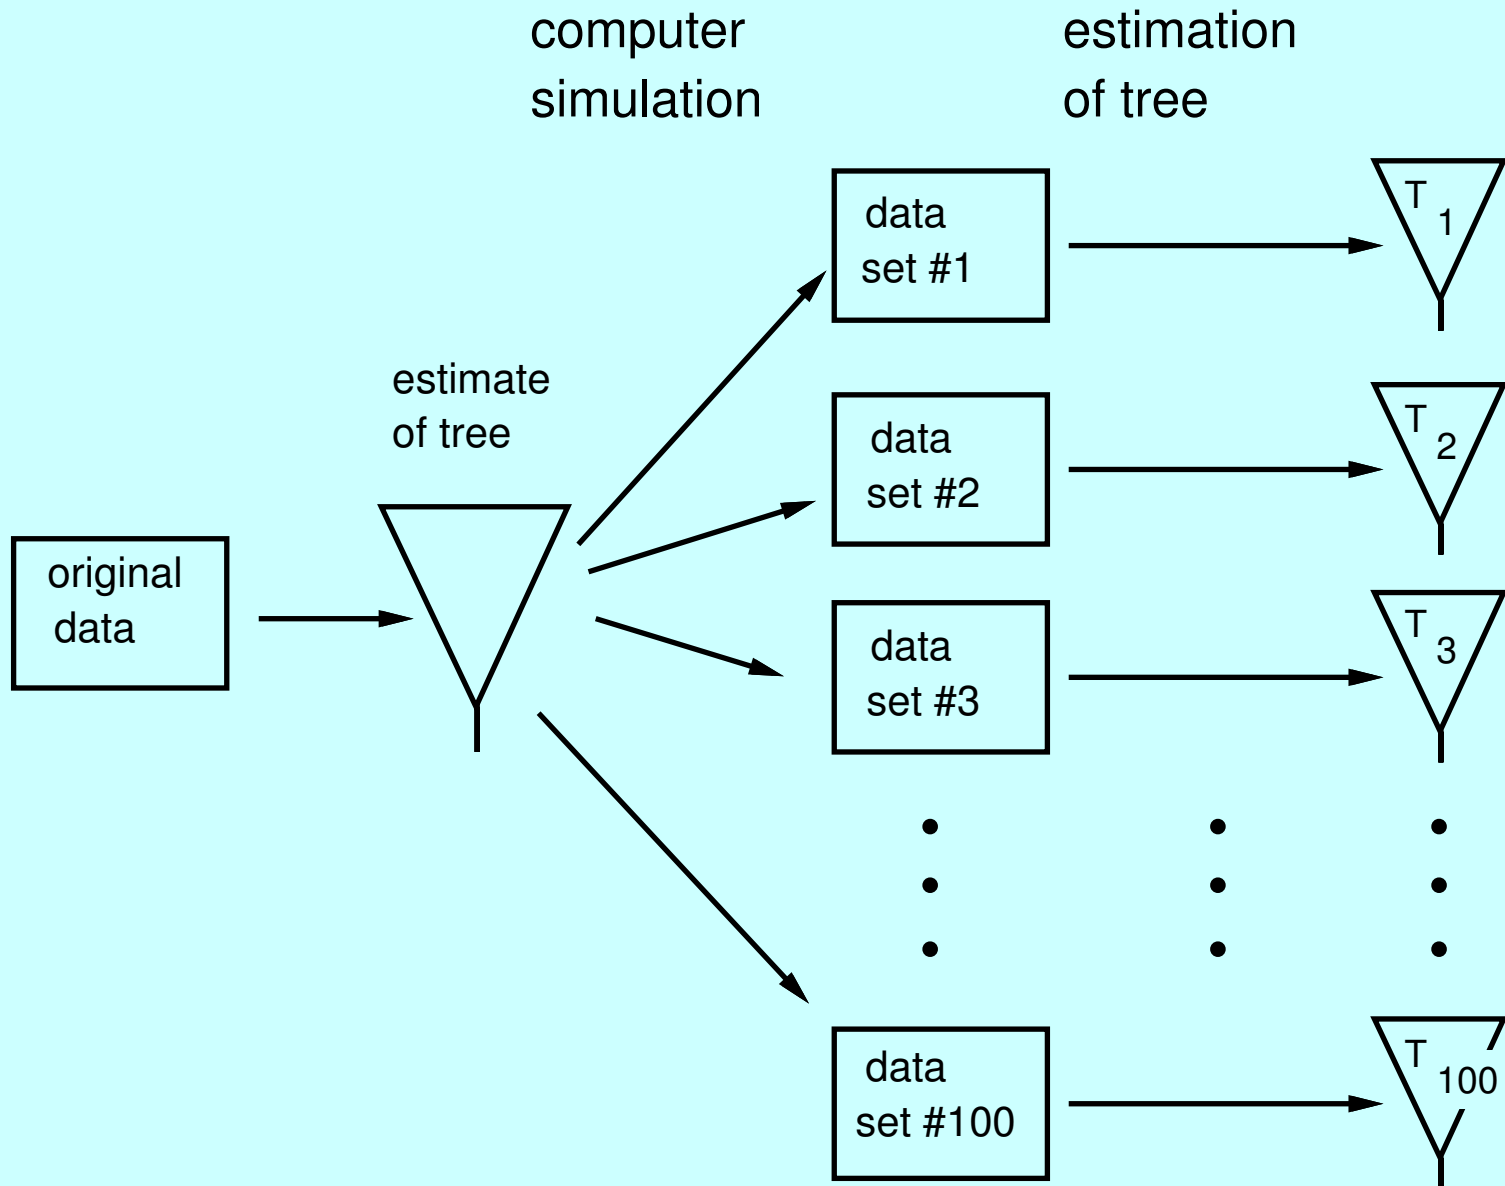 computer
simulation
estimation
of tree
data
set #1
T 1
estimate
of tree
data
set #2
T 2
original
data
data
set #3
T 3
data
set #100
T 100